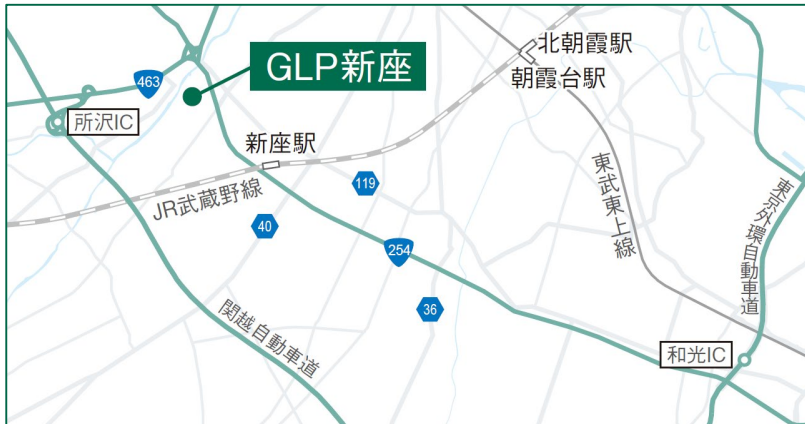 北朝霞駅
GLP新座
463
朝霞台駅
所沢IC
新座駅
119
東武東上線
JR武蔵野線
東京外環自動車道
40
254
36
関越自動車道
和光IC